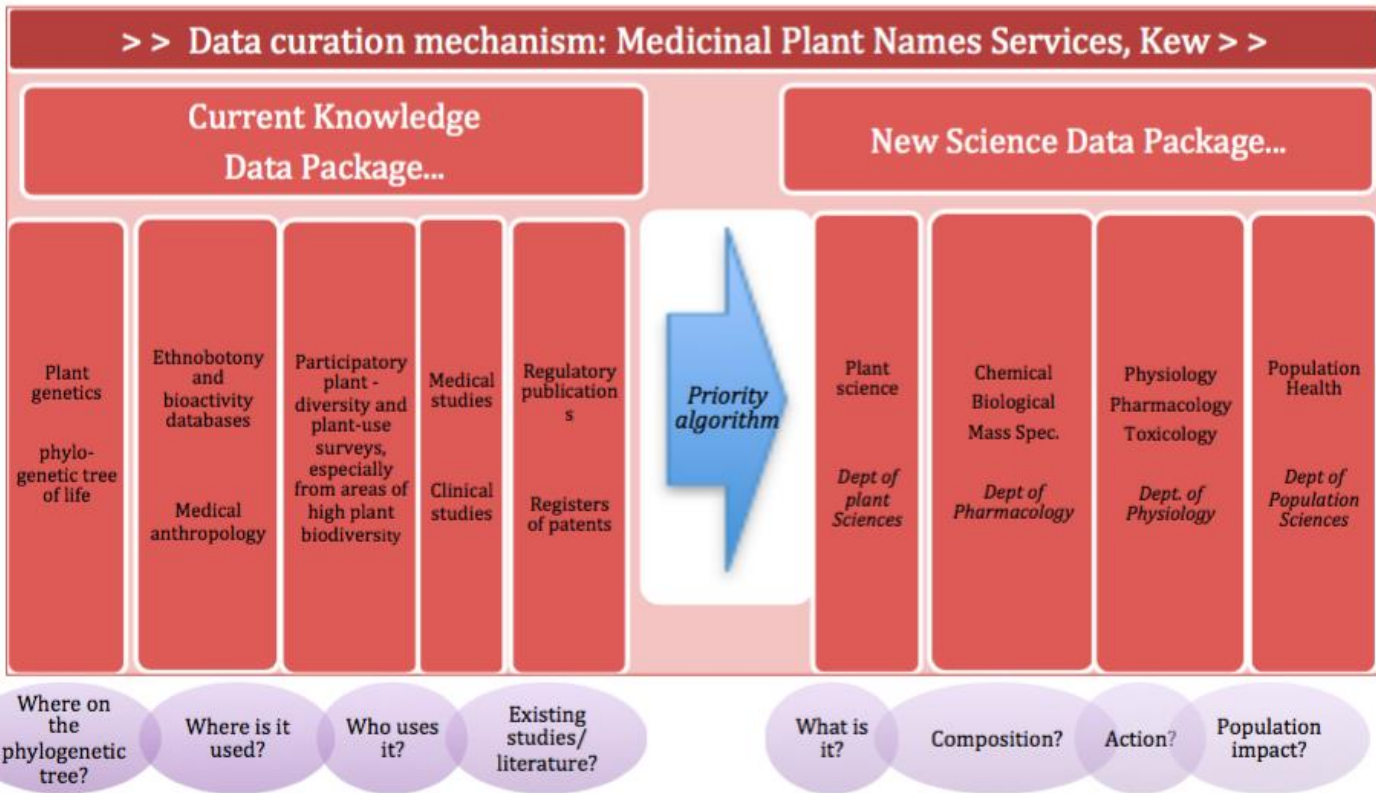 > > Data curation mechanism: Medicinal Plant Names Services, Kew > >
Current Knowledge
Data Package...
New Science Data Package...
Plant
genetics
phylo-
genetic tree
of life
Ethnobotony
and
bioactivity
databases
Medical
anthropology
Participatory
plant -
diversity and
plant-use
surveys,
especially
from areas of
high plant
biodiversity
Medical
studies
Clinical
studies
Regulatory
publication
s
Registers
of patents
Priority
algorithm
Plant
science
Dept of
plant
Sciences
Chemical
Biological
Mass Spec.
Dept of
Pharmacology
Physiology
Pharmacology
Toxicology
Dept. of
Physiology
Population
Health
Dept of
Population
Sciences
Where on
the
phylogenetic
tree?
Where is it
used?
Who uses
it?
Existing
studies/
literature?
What is
it?
Composition?
Action?
Population
impact?